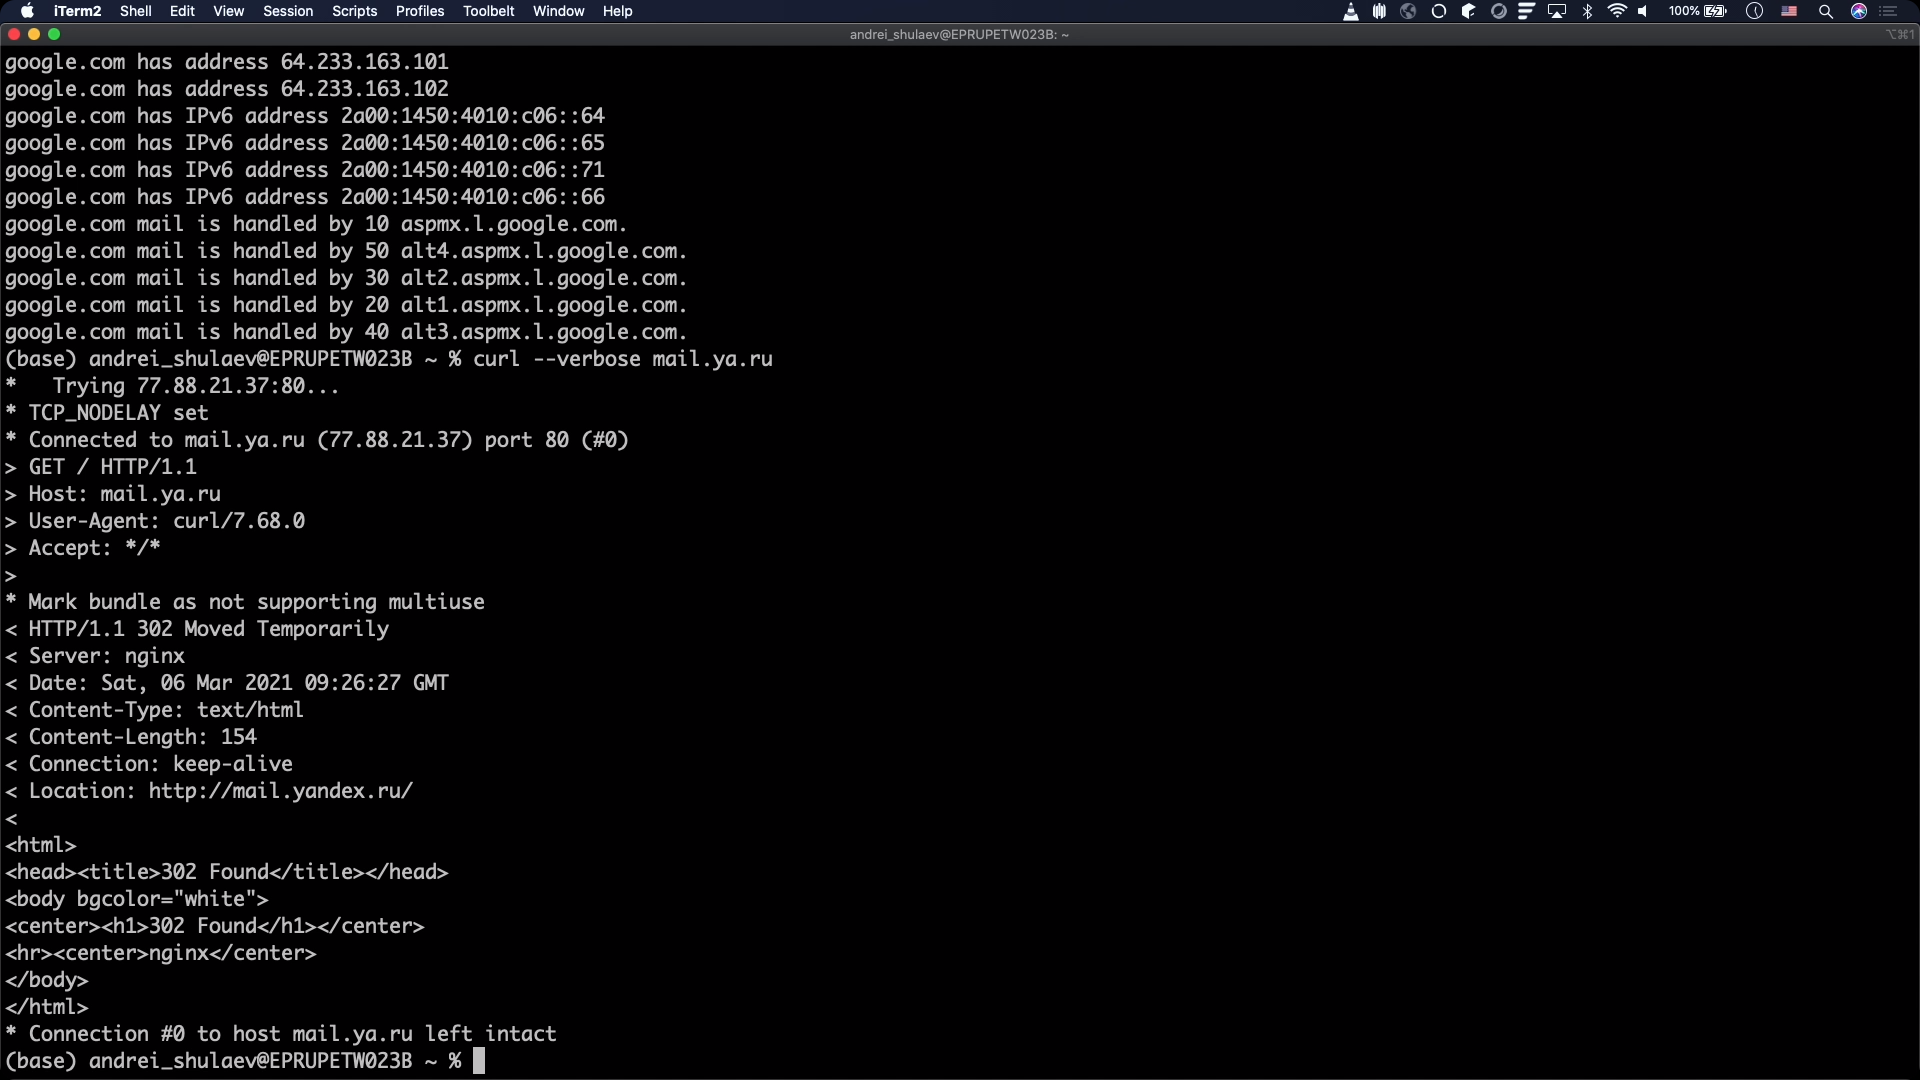 iTerm2 Shell Edit View Session Scripts Profiles Toolbelt Window Help 100%
andrei_shulaev@EPRUPETW023B: ~ ⌥⌘1
google.com has address 64.233.163.101
google.com has address 64.233.163.102
google.com has IPv6 address 2a00:1450:4010:c06::64
google.com has IPv6 address 2a00:1450:4010:c06::65
google.com has IPv6 address 2a00:1450:4010:c06::71
google.com has IPv6 address 2a00:1450:4010:c06::66
google.com mail is handled by 10 aspmx.l.google.com.
google.com mail is handled by 50 alt4.aspmx.l.google.com.
google.com mail is handled by 30 alt2.aspmx.l.google.com.
google.com mail is handled by 20 alt1.aspmx.l.google.com.
google.com mail is handled by 40 alt3.aspmx.l.google.com.
(base) andrei_shulaev@EPRUPETW023B ~ % curl --verbose mail.ya.ru
*   Trying 77.88.21.37:80...
* TCP_NODELAY set
* Connected to mail.ya.ru (77.88.21.37) port 80 (#0)
> GET / HTTP/1.1
> Host: mail.ya.ru
> User-Agent: curl/7.68.0
> Accept: */*
>
* Mark bundle as not supporting multiuse
< HTTP/1.1 302 Moved Temporarily
< Server: nginx
< Date: Sat, 06 Mar 2021 09:26:27 GMT
< Content-Type: text/html
< Content-Length: 154
< Connection: keep-alive
< Location: http://mail.yandex.ru/
<
<html>
<head><title>302 Found</title></head>
<body bgcolor="white">
<center><h1>302 Found</h1></center>
<hr><center>nginx</center>
</body>
</html>
* Connection #0 to host mail.ya.ru left intact
(base) andrei_shulaev@EPRUPETW023B ~ %